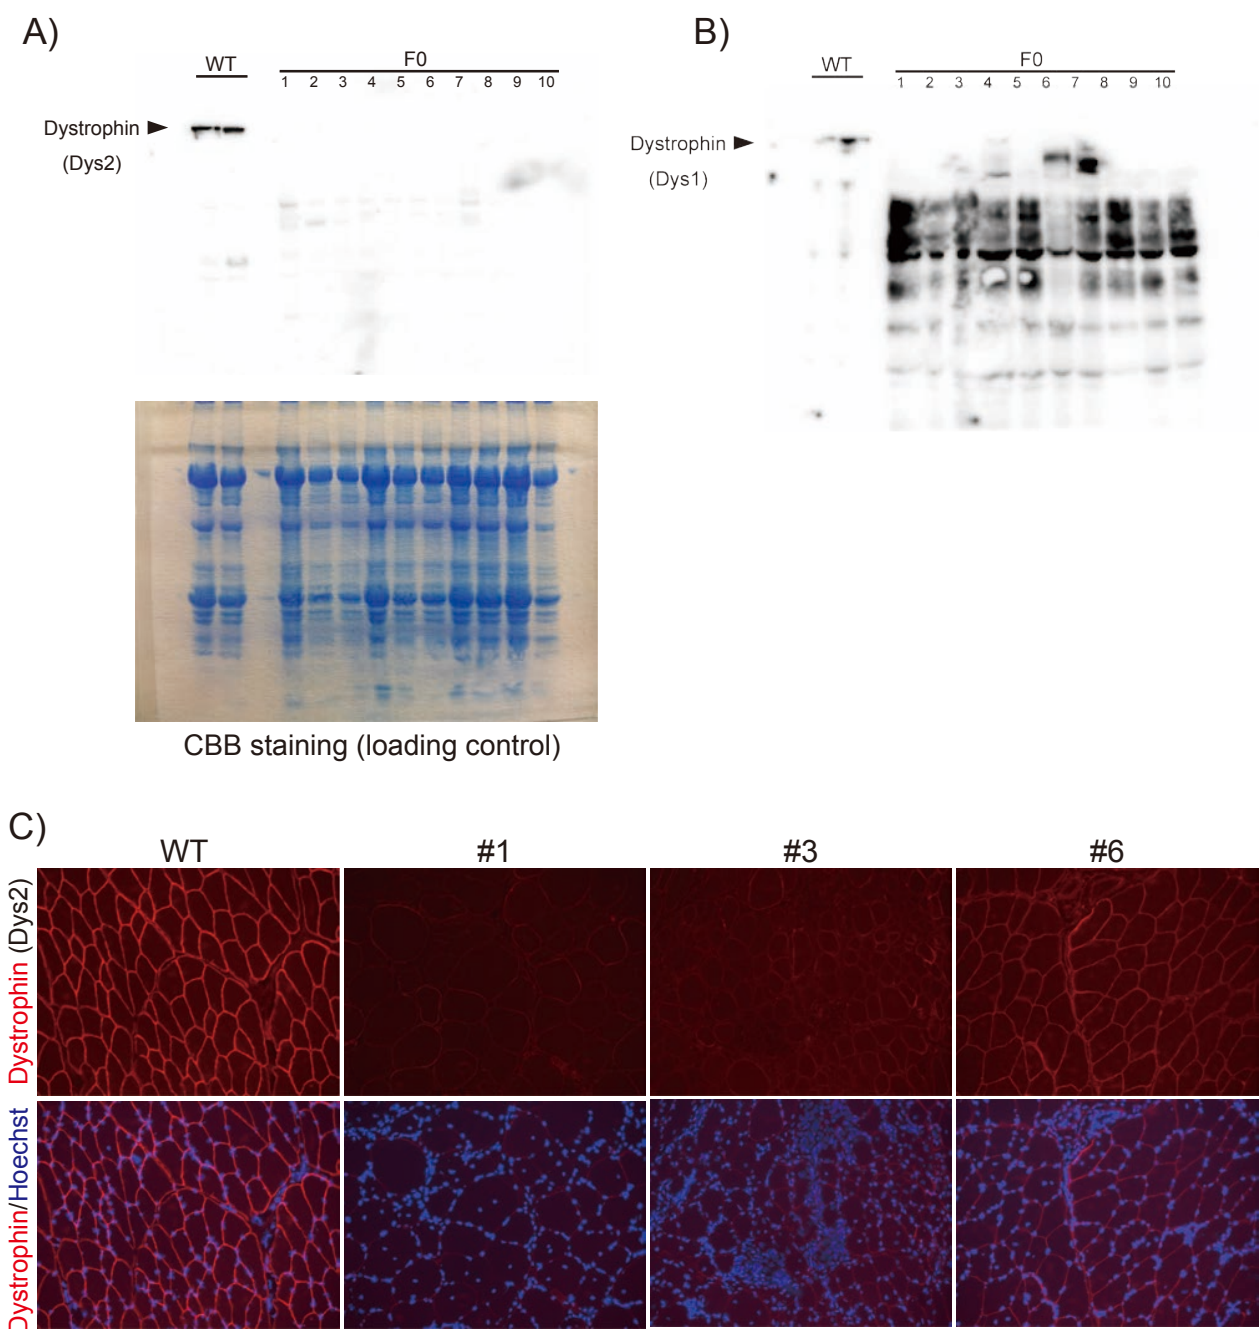 A)
WT
F0
1 2 3 4 5 6 7 8 9 10
Dystrophin
(Dys2)
CBB staining (loading control)
B)
WT
F0
1 2 3 4 5 6 7 8 9 10
Dystrophin
(Dys1)
C)
WT #1 #3 #6
Dystrophin (Dys2)
Dystrophin/Hoechst